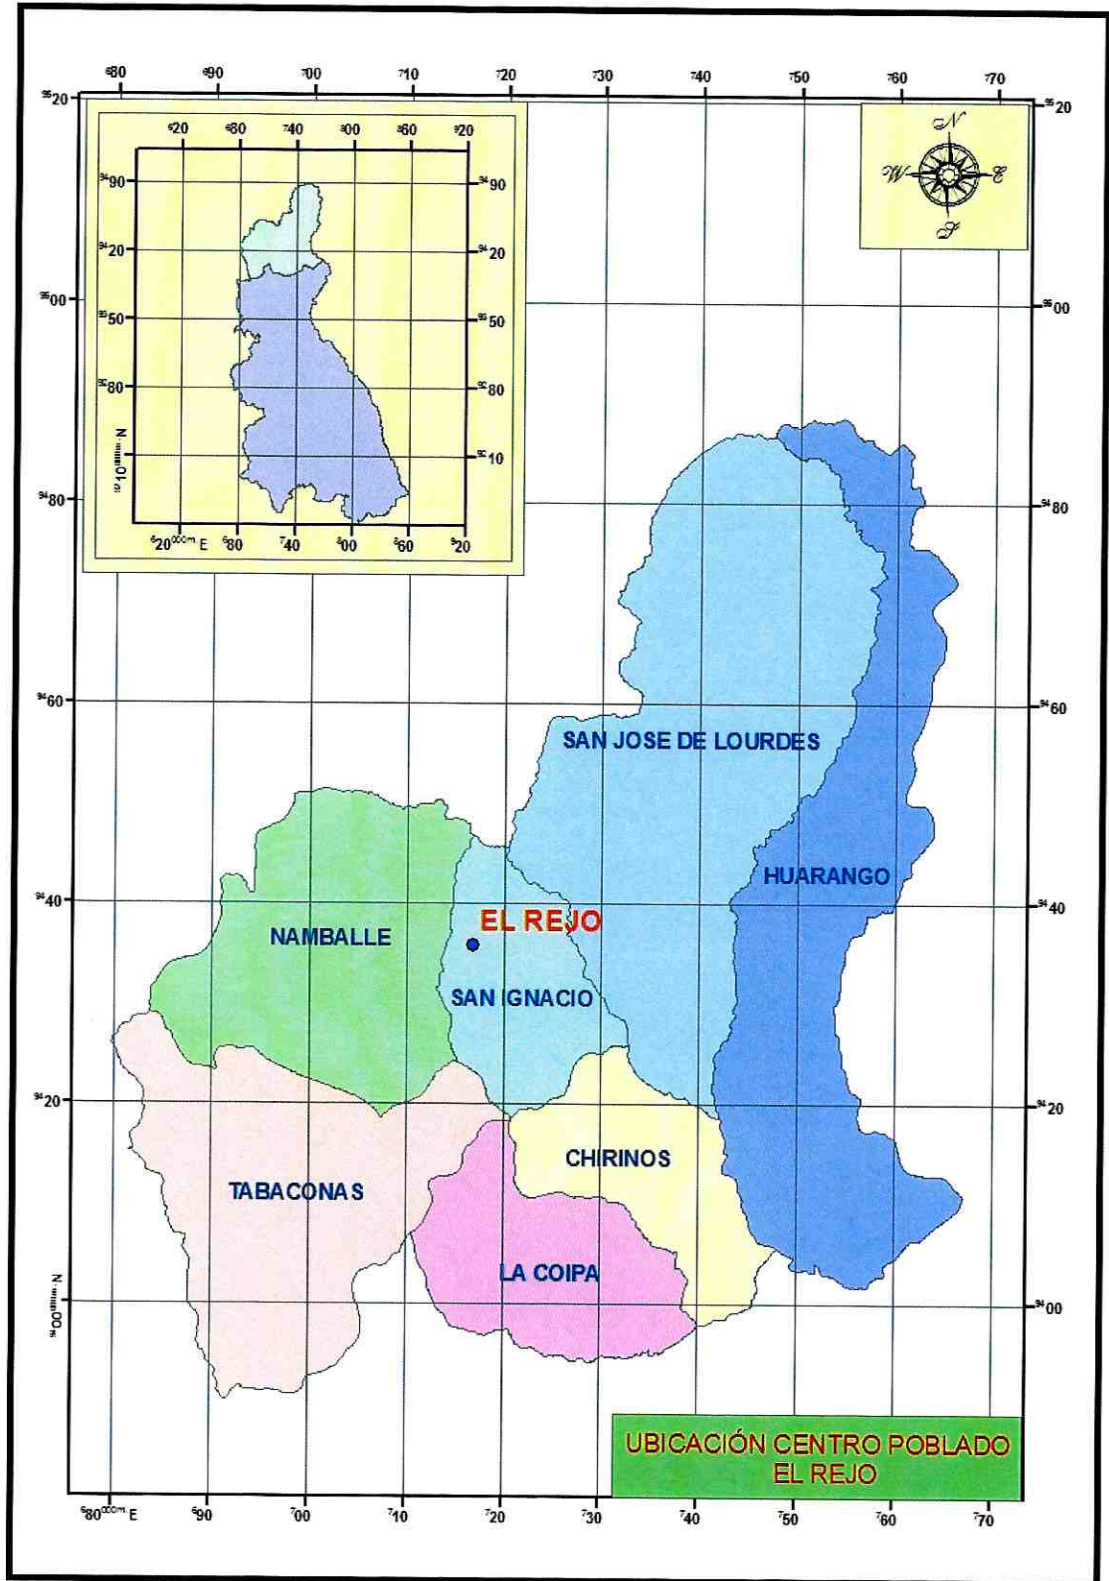 ⁶80 ⁶90 ⁷00 ⁷10 ⁷20 ⁷30 ⁷40 ⁷50 ⁷60 ⁷70
⁹⁵20 ⁹⁵20
⁶20 ⁶80 ⁷40 ⁸00 ⁸60 ⁹20
N
W E
S
⁹⁴90 ⁹⁴90
⁹⁴20 ⁹⁴20
⁹⁵00 ⁹⁵00
⁹³50 ⁹³50
⁹²80 ⁹²80
10 N 10
⁶20⁰⁰⁰ᵐ·E ⁶80 ⁷40 ⁸00 ⁸60 ⁹20
⁹⁴80 ⁹⁴80
⁹⁴60 ⁹⁴60
SAN JOSE DE LOURDES
HUARANGO
⁹⁴40 ⁹⁴40
EL REJO
NAMBALLE
SAN IGNACIO
⁹⁴20 ⁹⁴20
CHIRINOS
TABACONAS
LA COIPA
⁹⁴00⁰⁰⁰ᵐ·N ⁹⁴00
UBICACIÓN CENTRO POBLADO
EL REJO
⁶80⁰⁰⁰ᵐ·E ⁶90 ⁷00 ⁷10 ⁷20 ⁷30 ⁷40 ⁷50 ⁷60 ⁷70